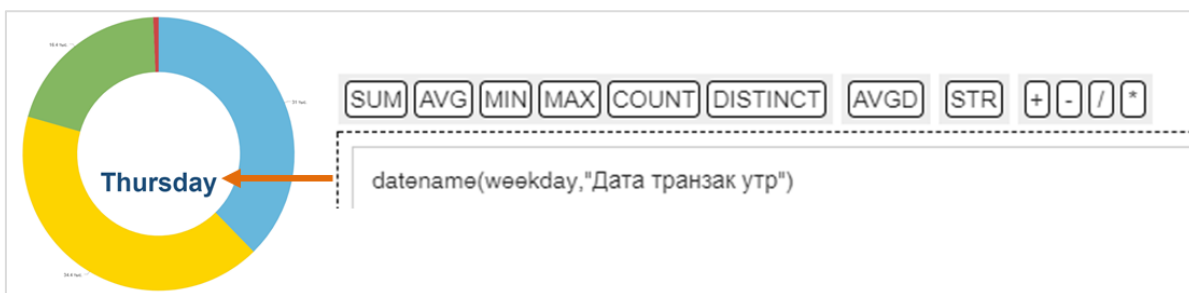 Thursday
SUM AVG MIN MAX COUNT DISTINCT AVGD STR + - / *
datename(weekday,"Дата транзак утр")